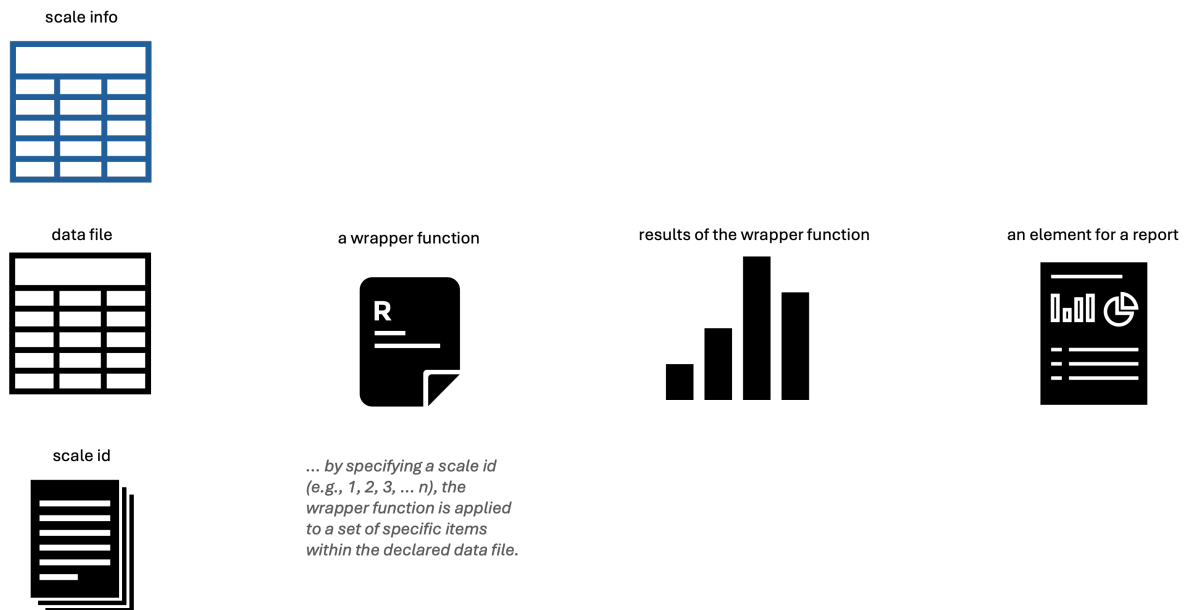 scale info
data file
a wrapper function
results of the wrapper function
an element for a report
R
scale id
... by specifying a scale id
(e.g., 1, 2, 3, ... n), the
wrapper function is applied
to a set of specific items
within the declared data file.